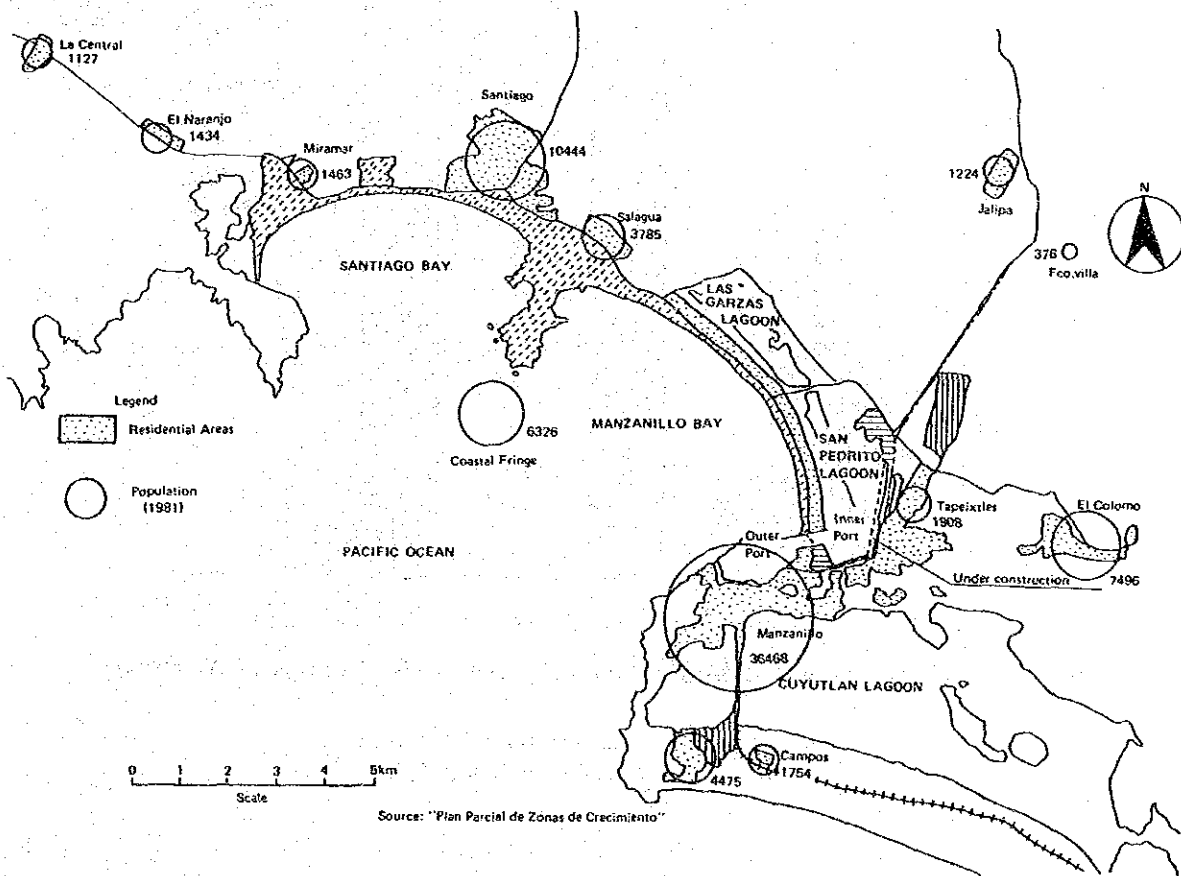 La Central
1127
El Naranjo
1434
Miramar
1463
Santiago
10444
Salagua
3785
1224
Jalipa
N
376
Fco,villa
SANTIAGO BAY
LAS
GARZAS
LAGOON
Legend
Residential Areas
Population
(1981)
6326
Coastal Fringe
MANZANILLO BAY
SAN
PEDRITO
LAGOON
Tapeixtles
1908
El Colomo
7496
Inner
Port
Outer
Port
PACIFIC OCEAN
Under construction
Manzanillo
36468
CUYUTLAN LAGOON
4475
Campos
1754
0 1 2 3 4 5km
Scale
Source: "Plan Parcial de Zonas de Crecimiento"